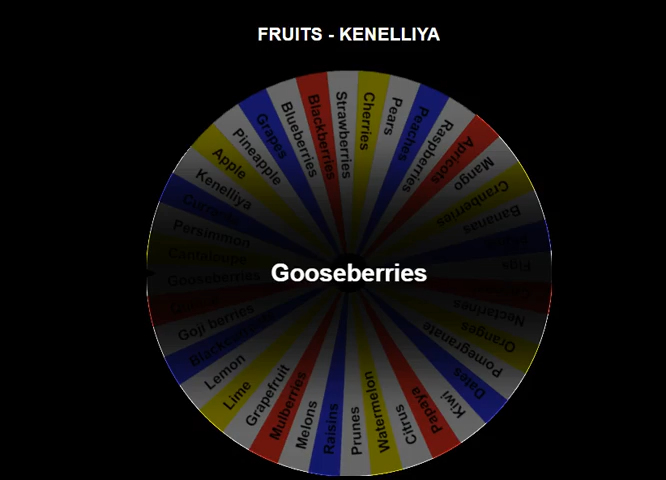 FRUITS - KENELLIYA
Strawberries
Cherries
Pears
Peaches
Raspberries
Apricots
Mango
Cranberries
Bananas
Figs
Nectarines
Oranges
Pomegranate
Dates
Kiwi
Papaya
Citrus
Watermelon
Prunes
Raisins
Melons
Mulberries
Grapefruit
Lime
Lemon
Goji berries
Gooseberries
Cantaloupe
Persimmon
Kenelliya
Apple
Pineapple
Grapes
Blueberries
Blackberries
Gooseberries